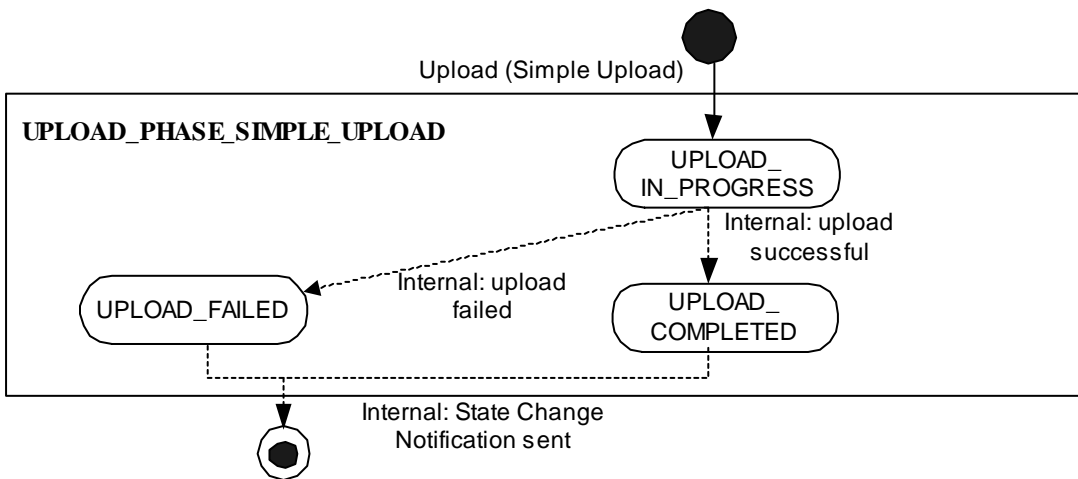 Upload (Simple Upload)
UPLOAD_PHASE_SIMPLE_UPLOAD
UPLOAD_
IN_PROGRESS
Internal: upload
successful
Internal: upload
failed
UPLOAD_FAILED
UPLOAD_
COMPLETED
Internal: State Change
Notification sent